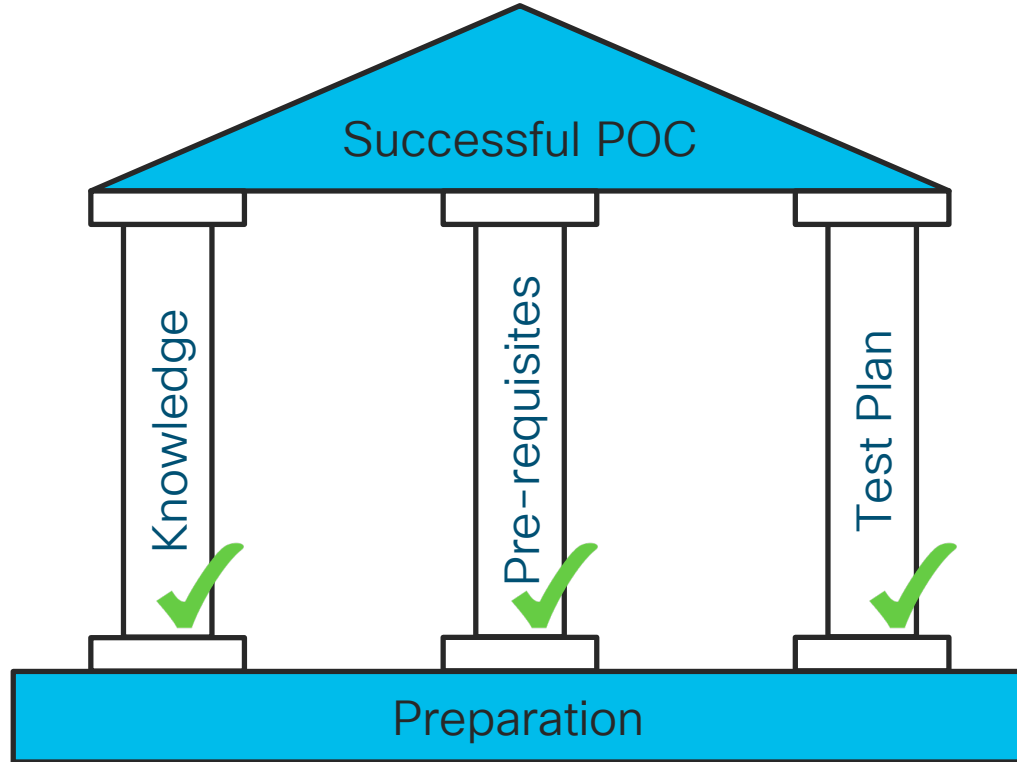 Successful POC
Knowledge
Pre-requisites
Test Plan
Preparation